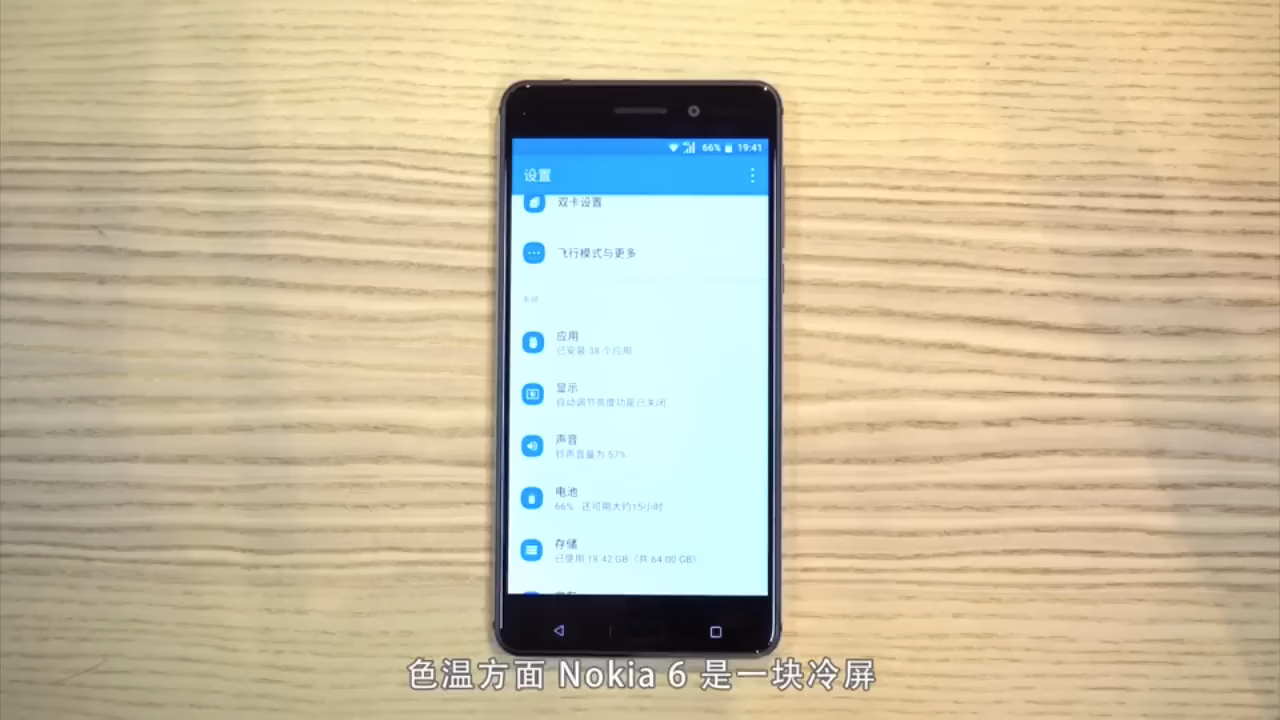 66% 19:41
设置
双卡设置
飞行模式与更多
系统
应用
已安装 38 个应用
显示
自动调节亮度功能已关闭
声音
铃声音量为 57%
电池
66% 还可用大约15小时
存储
已使用 18.42 GB（共 64.00 GB）
色温方面 Nokia 6 是一块冷屏